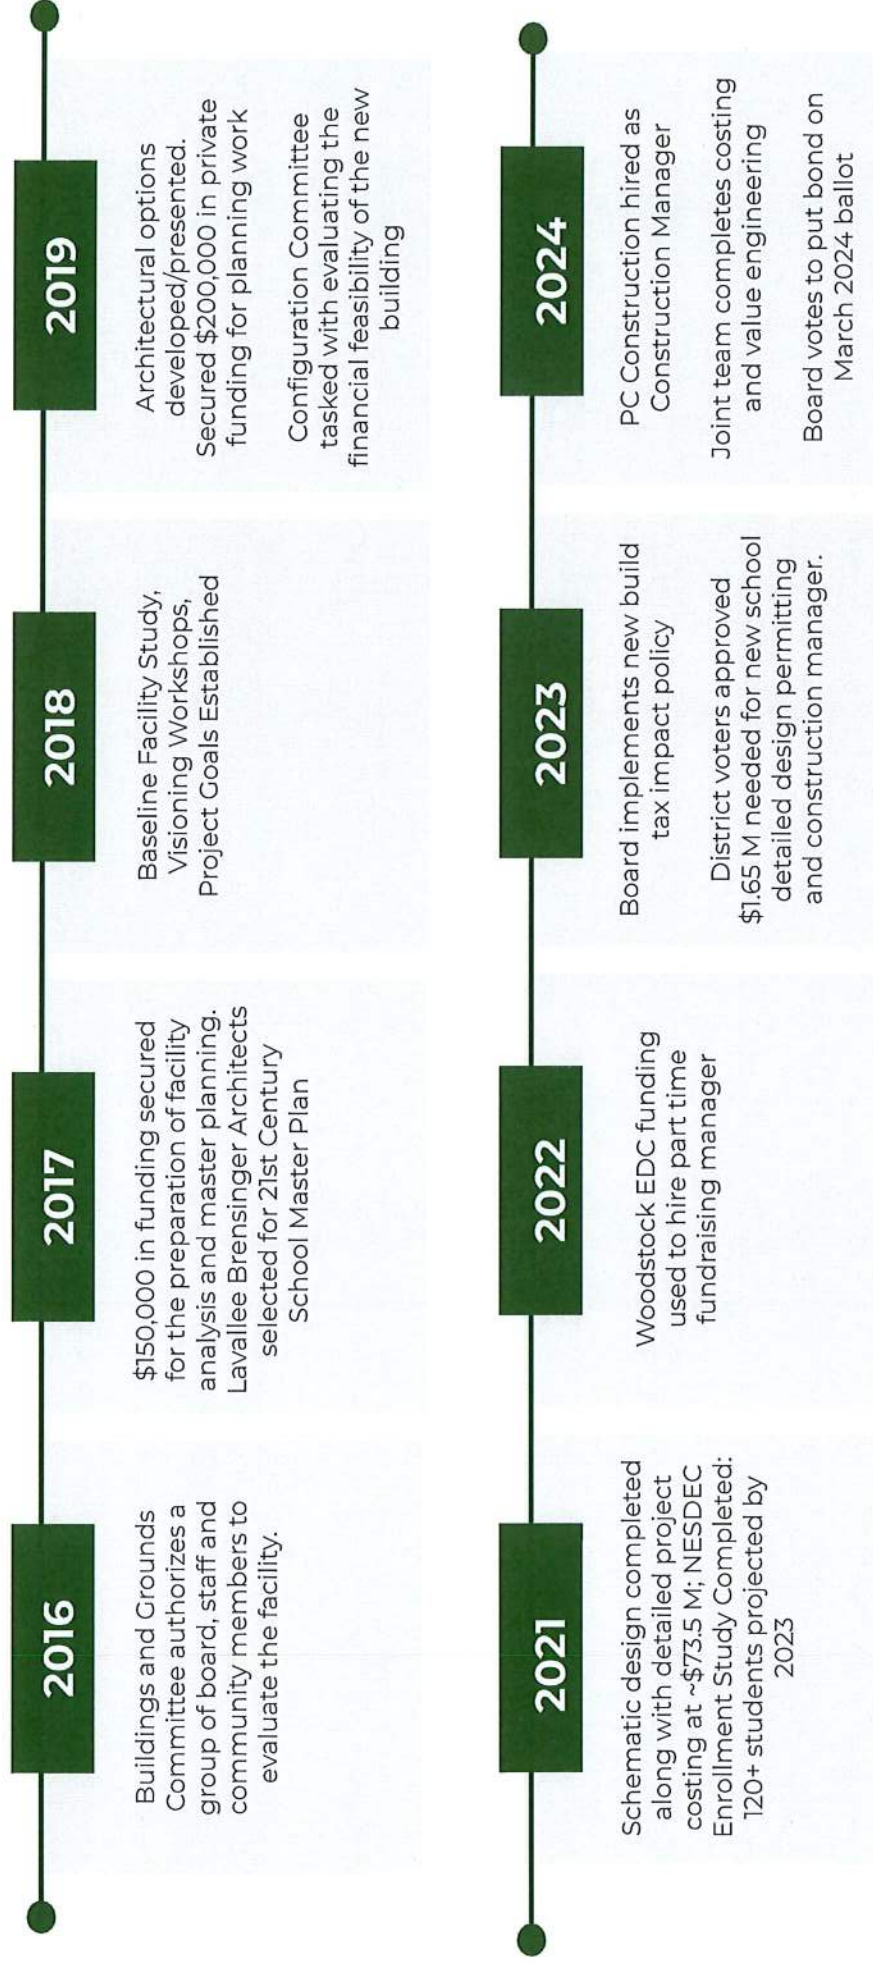 2016
Buildings and Grounds
Committee authorizes a
group of board, staff and
community members to
evaluate the facility.
2017
$150,000 in funding secured
for the preparation of facility
analysis and master planning.
Lavallee Brensinger Architects
selected for 21st Century
School Master Plan
2018
Baseline Facility Study,
Visioning Workshops,
Project Goals Established
2019
Architectural options
developed/presented.
Secured $200,000 in private
funding for planning work
Configuration Committee
tasked with evaluating the
financial feasibility of the new
building
2021
Schematic design completed
along with detailed project
costing at ~$73.5 M; NESDEC
Enrollment Study Completed:
120+ students projected by
2023
2022
Woodstock EDC funding
used to hire part time
fundraising manager
2023
Board implements new build
tax impact policy
District voters approved
$1.65 M needed for new school
detailed design permitting
and construction manager.
2024
PC Construction hired as
Construction Manager
Joint team completes costing
and value engineering
Board votes to put bond on
March 2024 ballot